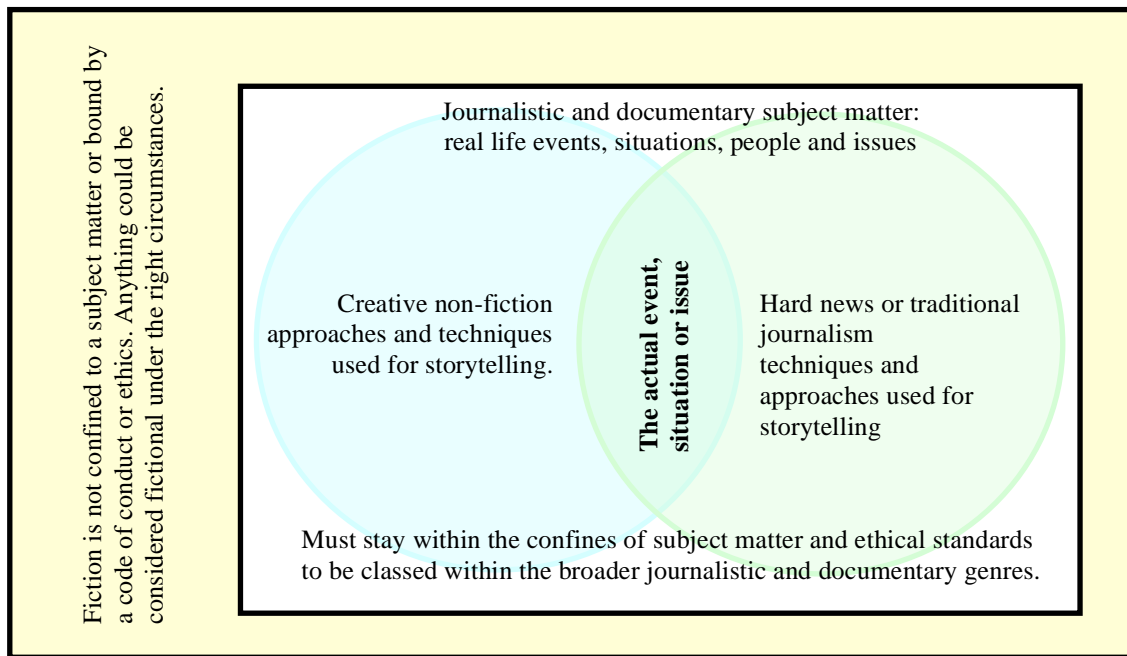 Fiction is not confined to a subject matter or bound by
a code of conduct or ethics. Anything could be
considered fictional under the right circumstances.
Journalistic and documentary subject matter:
real life events, situations, people and issues
Creative non-fiction
approaches and techniques
used for storytelling.
The actual event,
situation or issue
Hard news or traditional
journalism
techniques and
approaches used for
storytelling
Must stay within the confines of subject matter and ethical standards
to be classed within the broader journalistic and documentary genres.